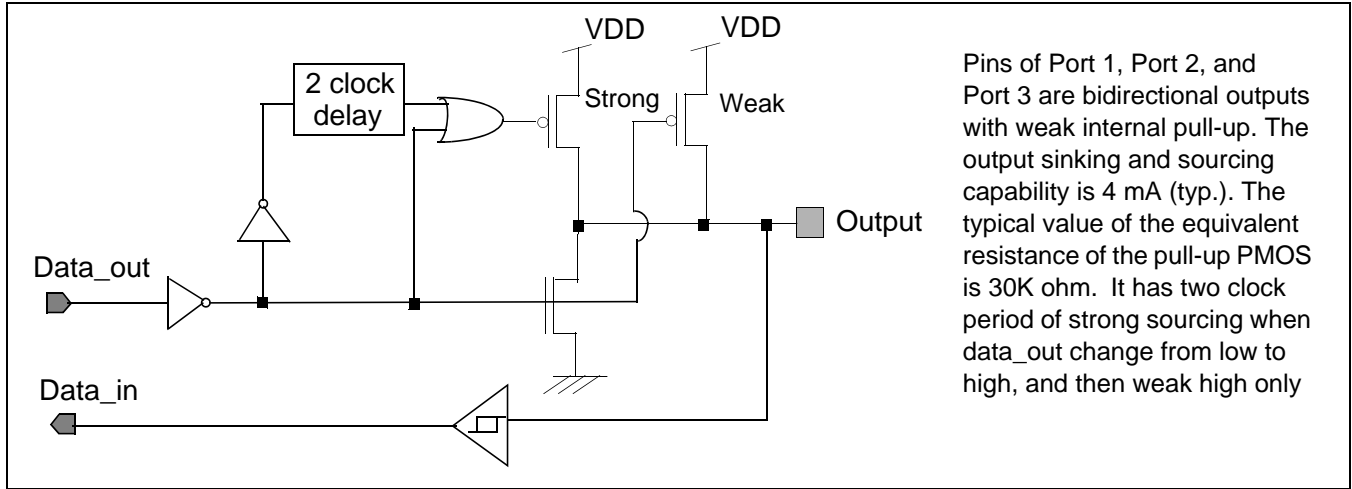 VDD
VDD
2 clock
delay
Strong
Weak
Output
Data_out
Data_in
Pins of Port 1, Port 2, and
Port 3 are bidirectional outputs
with weak internal pull-up. The
output sinking and sourcing
capability is 4 mA (typ.). The
typical value of the equivalent
resistance of the pull-up PMOS
is 30K ohm. It has two clock
period of strong sourcing when
data_out change from low to
high, and then weak high only